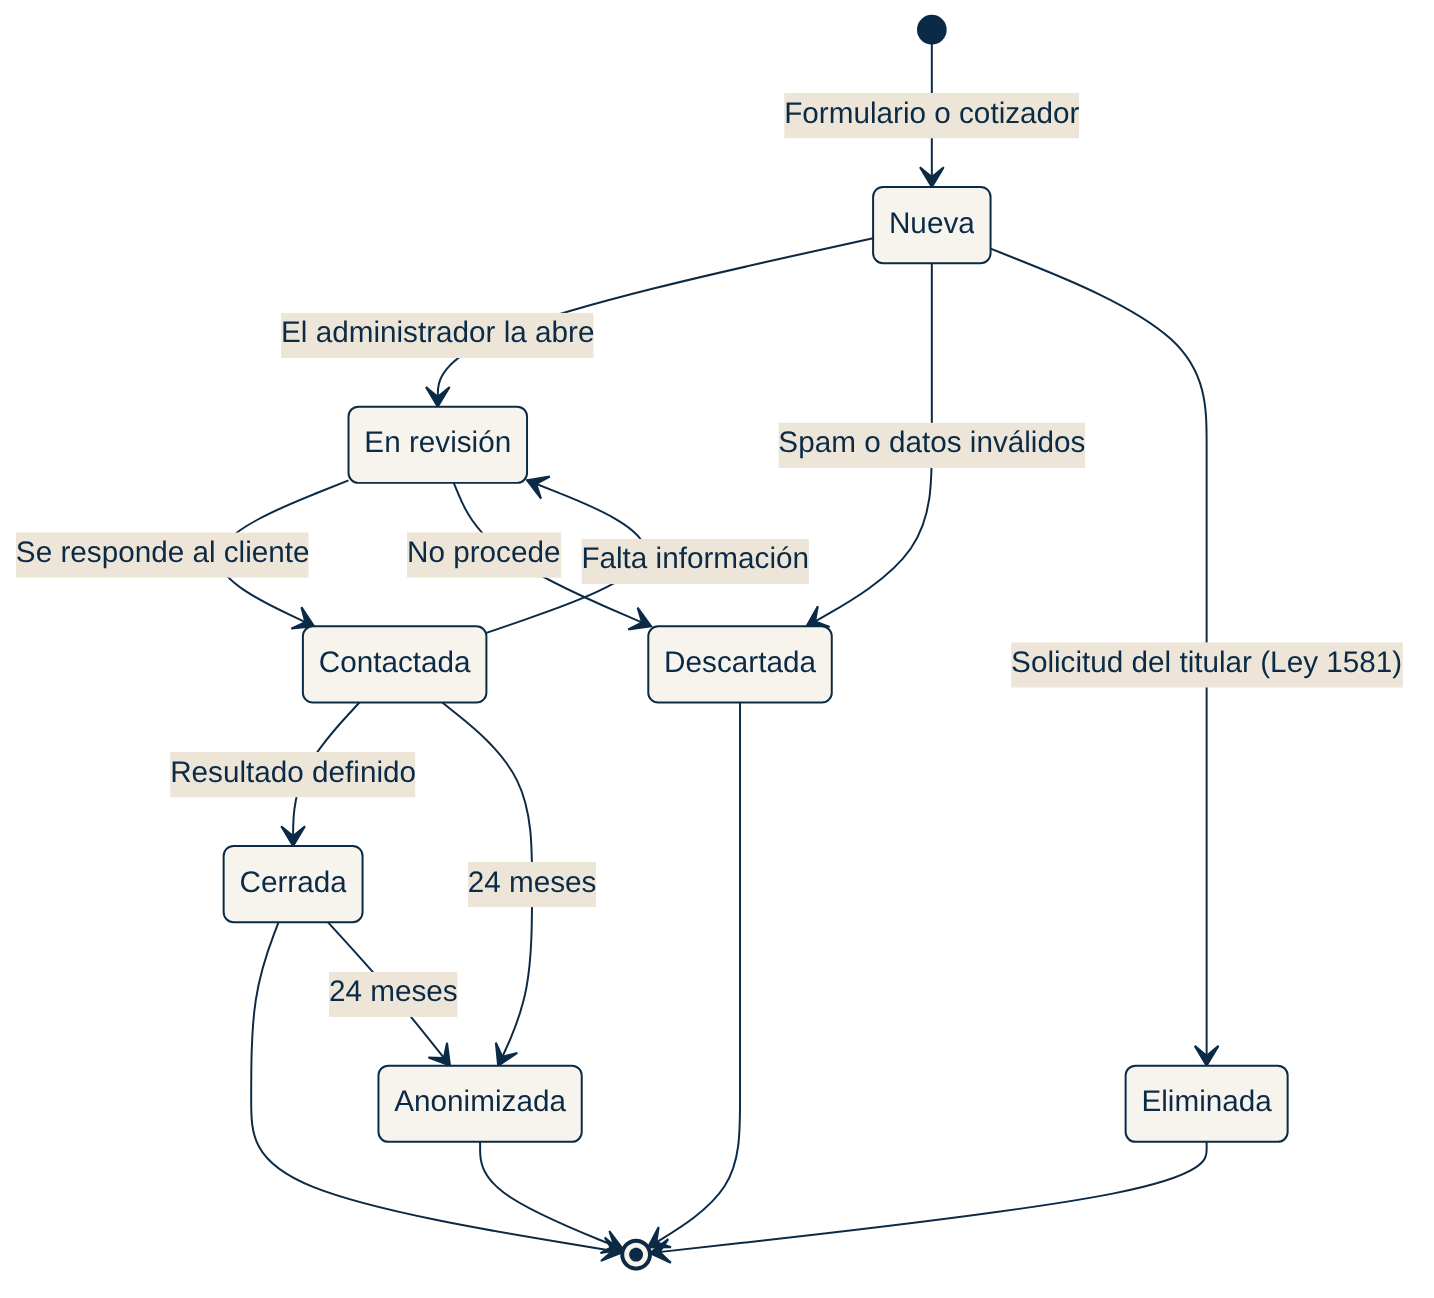 Formulario o cotizador
Nueva
El administrador la abre
En revisión
Spam o datos inválidos
Se responde al cliente
No procede
Falta información
Contactada
Descartada
Solicitud del titular (Ley 1581)
Resultado definido
Cerrada
24 meses
24 meses
Anonimizada
Eliminada